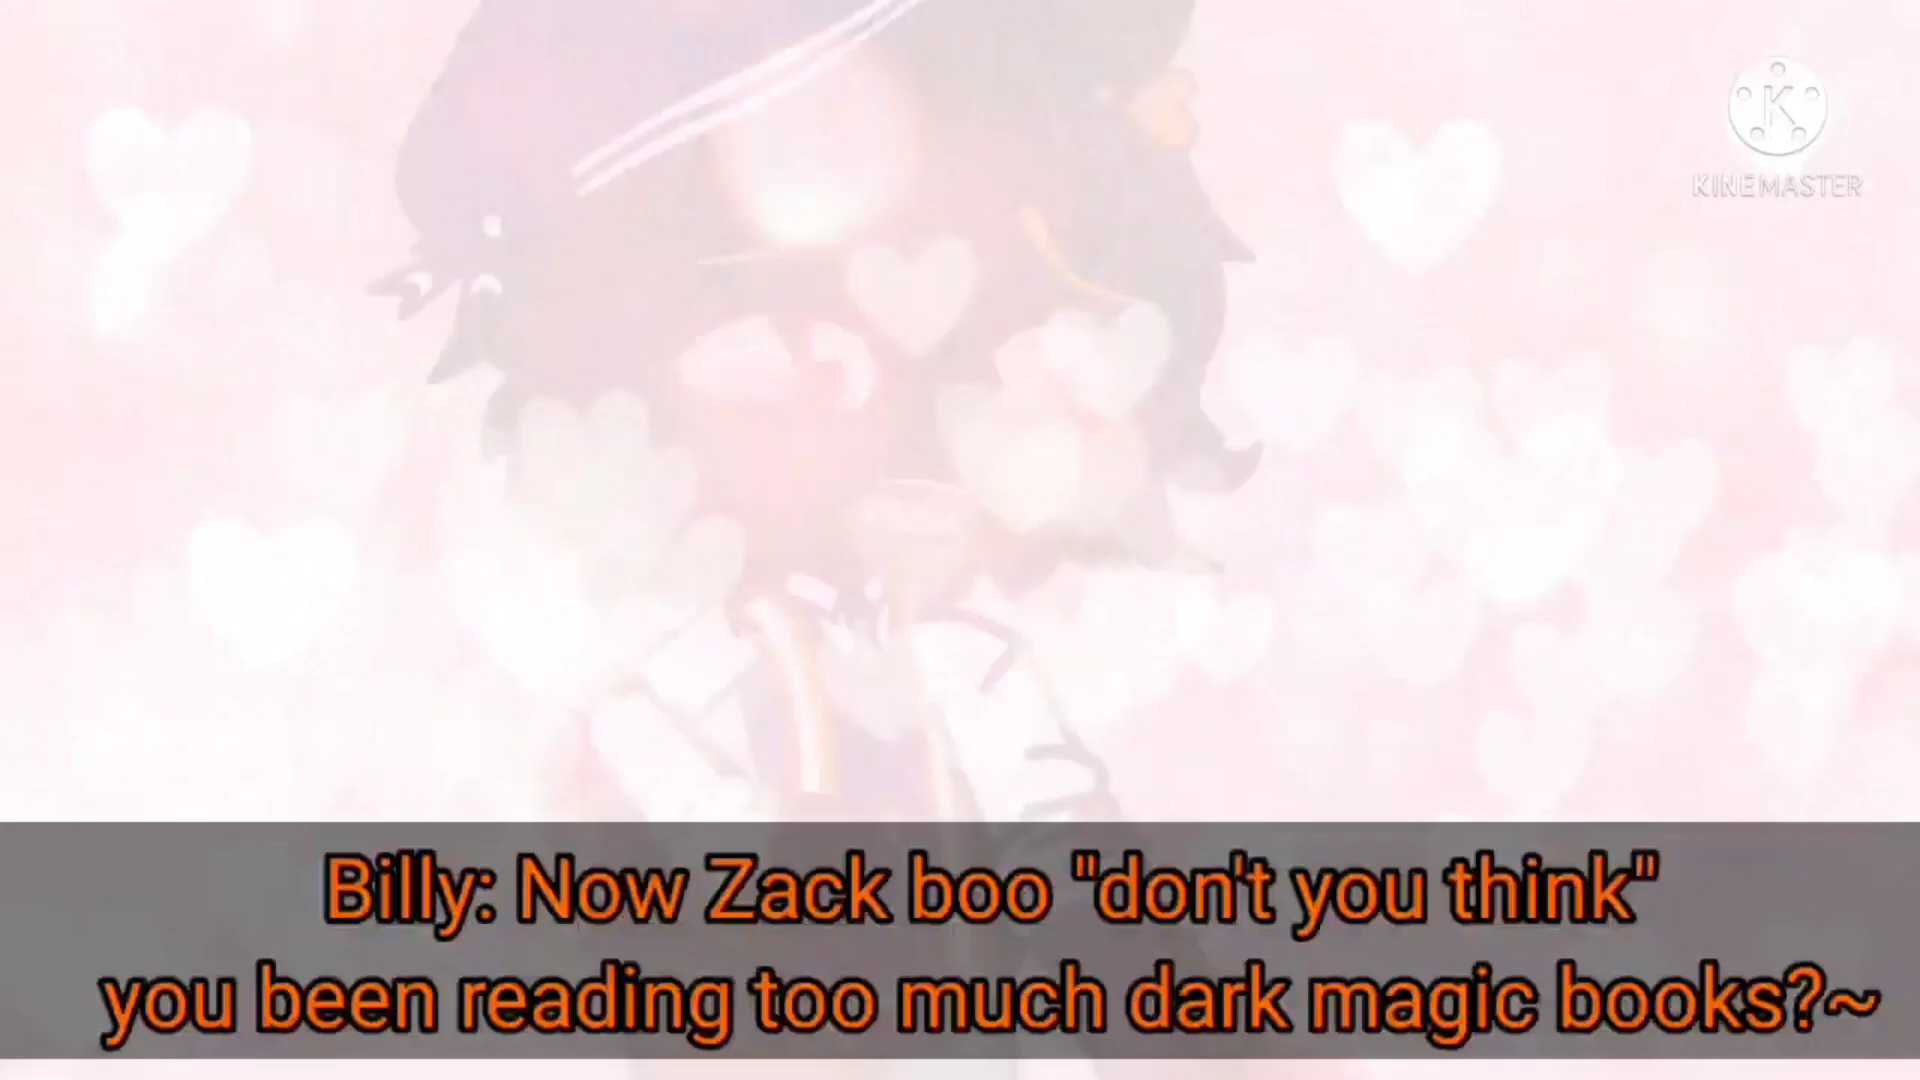 K
KINEMASTER
Billy: Now Zack boo "don't you think"
you been reading too much dark magic books?~